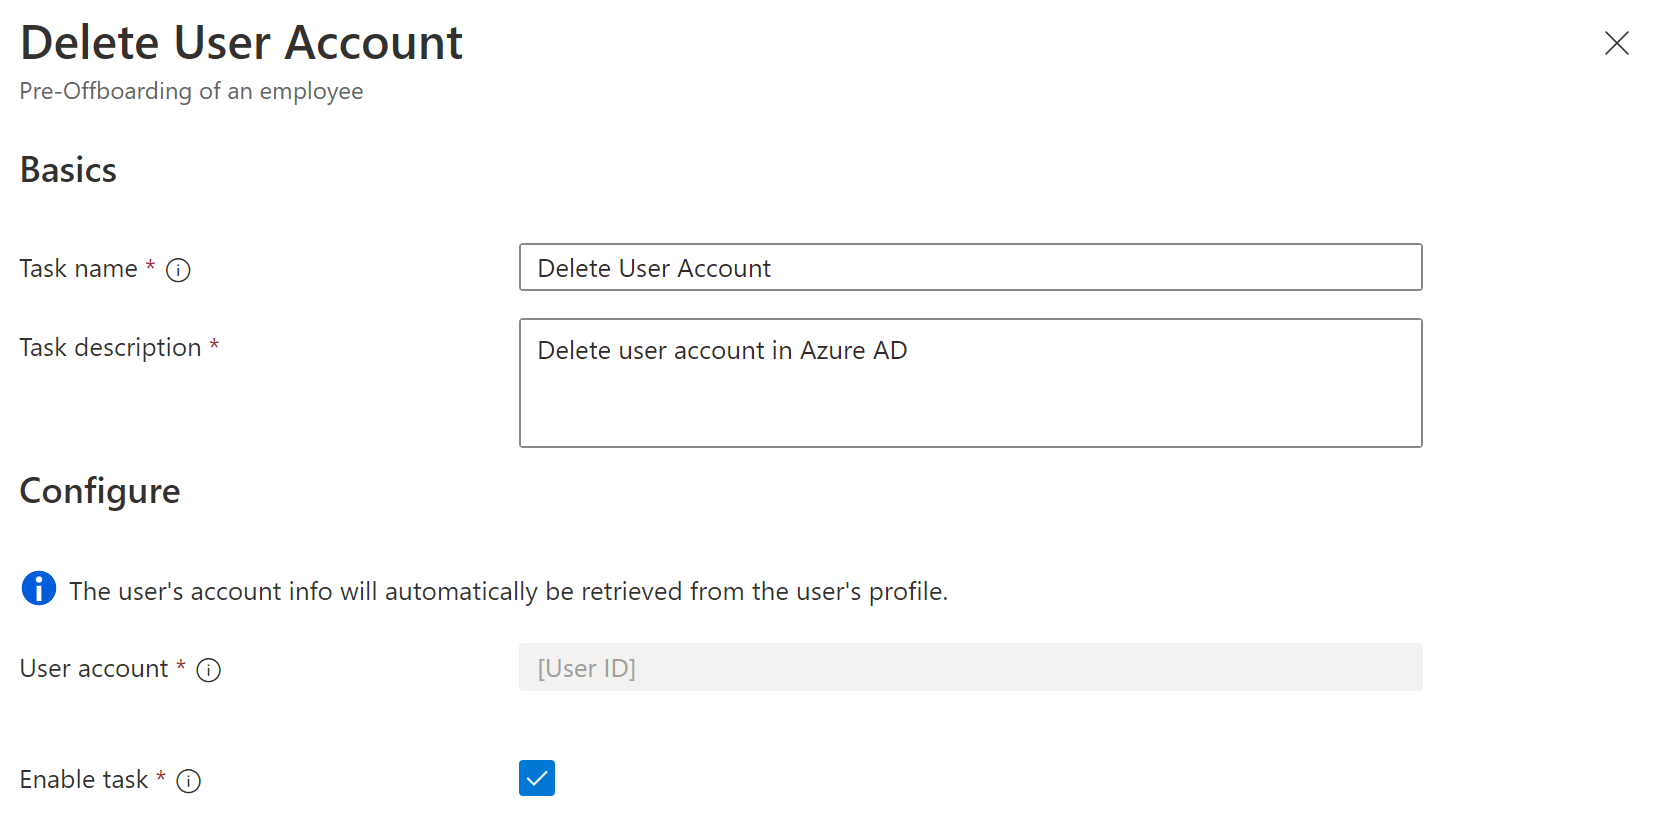 Delete User Account
Pre-Offboarding of an employee
Basics
Task name *
Delete User Account
Task description *
Delete user account in Azure AD
Configure
The user's account info will automatically be retrieved from the user's profile.
User account *
[User ID]
Enable task *